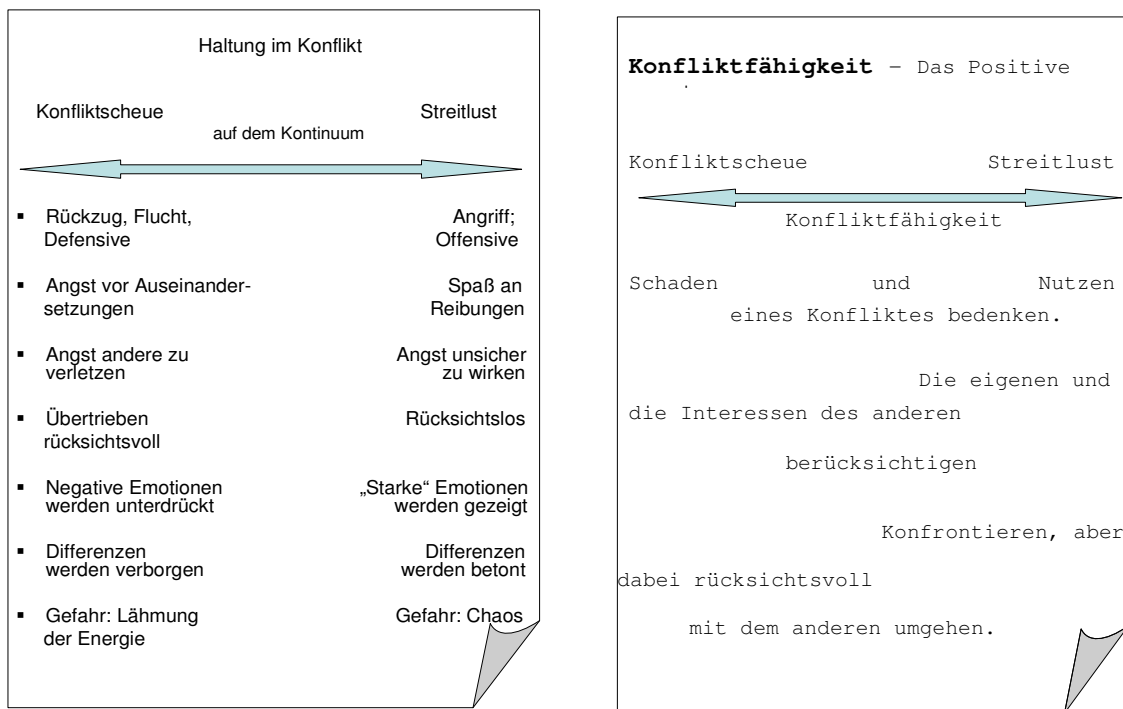 Haltung im Konflikt
Konfliktscheue Streitlust
auf dem Kontinuum
▪ Rückzug, Flucht, Angriff;
Defensive Offensive
▪ Angst vor Auseinander- Spaß an
setzungen Reibungen
▪ Angst andere zu Angst unsicher
verletzen zu wirken
▪ Übertrieben Rücksichtslos
rücksichtsvoll
▪ Negative Emotionen „Starke“ Emotionen
werden unterdrückt werden gezeigt
▪ Differenzen Differenzen
werden verborgen werden betont
▪ Gefahr: Lähmung Gefahr: Chaos
der Energie
Konfliktfähigkeit – Das Positive
Konfliktscheue Streitlust
Konfliktfähigkeit
Schaden und Nutzen
eines Konfliktes bedenken.
Die eigenen und
die Interessen des anderen
berücksichtigen
Konfrontieren, aber
dabei rücksichtsvoll
mit dem anderen umgehen.